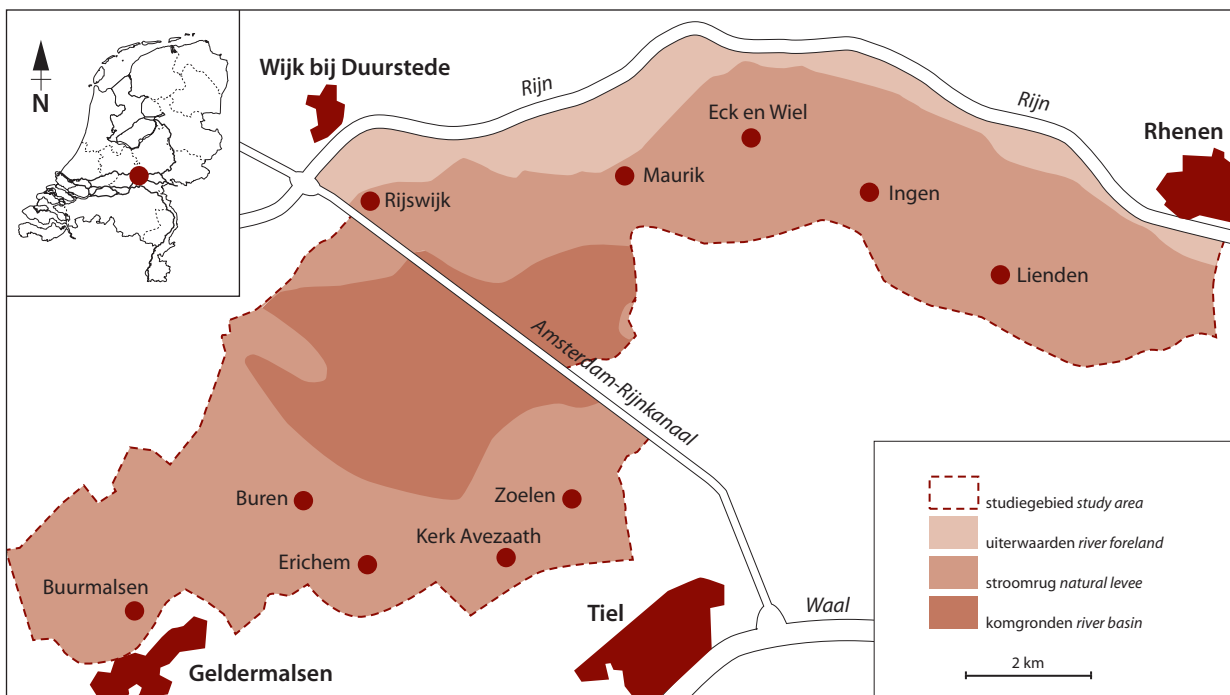 N
Wijk bij Duurstede
Rijn
Rijn
Eck en Wiel
Rhenen
Maurik
Rijswijk
Ingen
Lienden
Amsterdam-Rijnkanaal
Buren
Zoelen
Kerk Avezaath
Erichem
Buurmalsen
Tiel
Waal
Geldermalsen
studiegebied study area
uiterwaarden river foreland
stroomrug natural levee
komgronden river basin
2 km